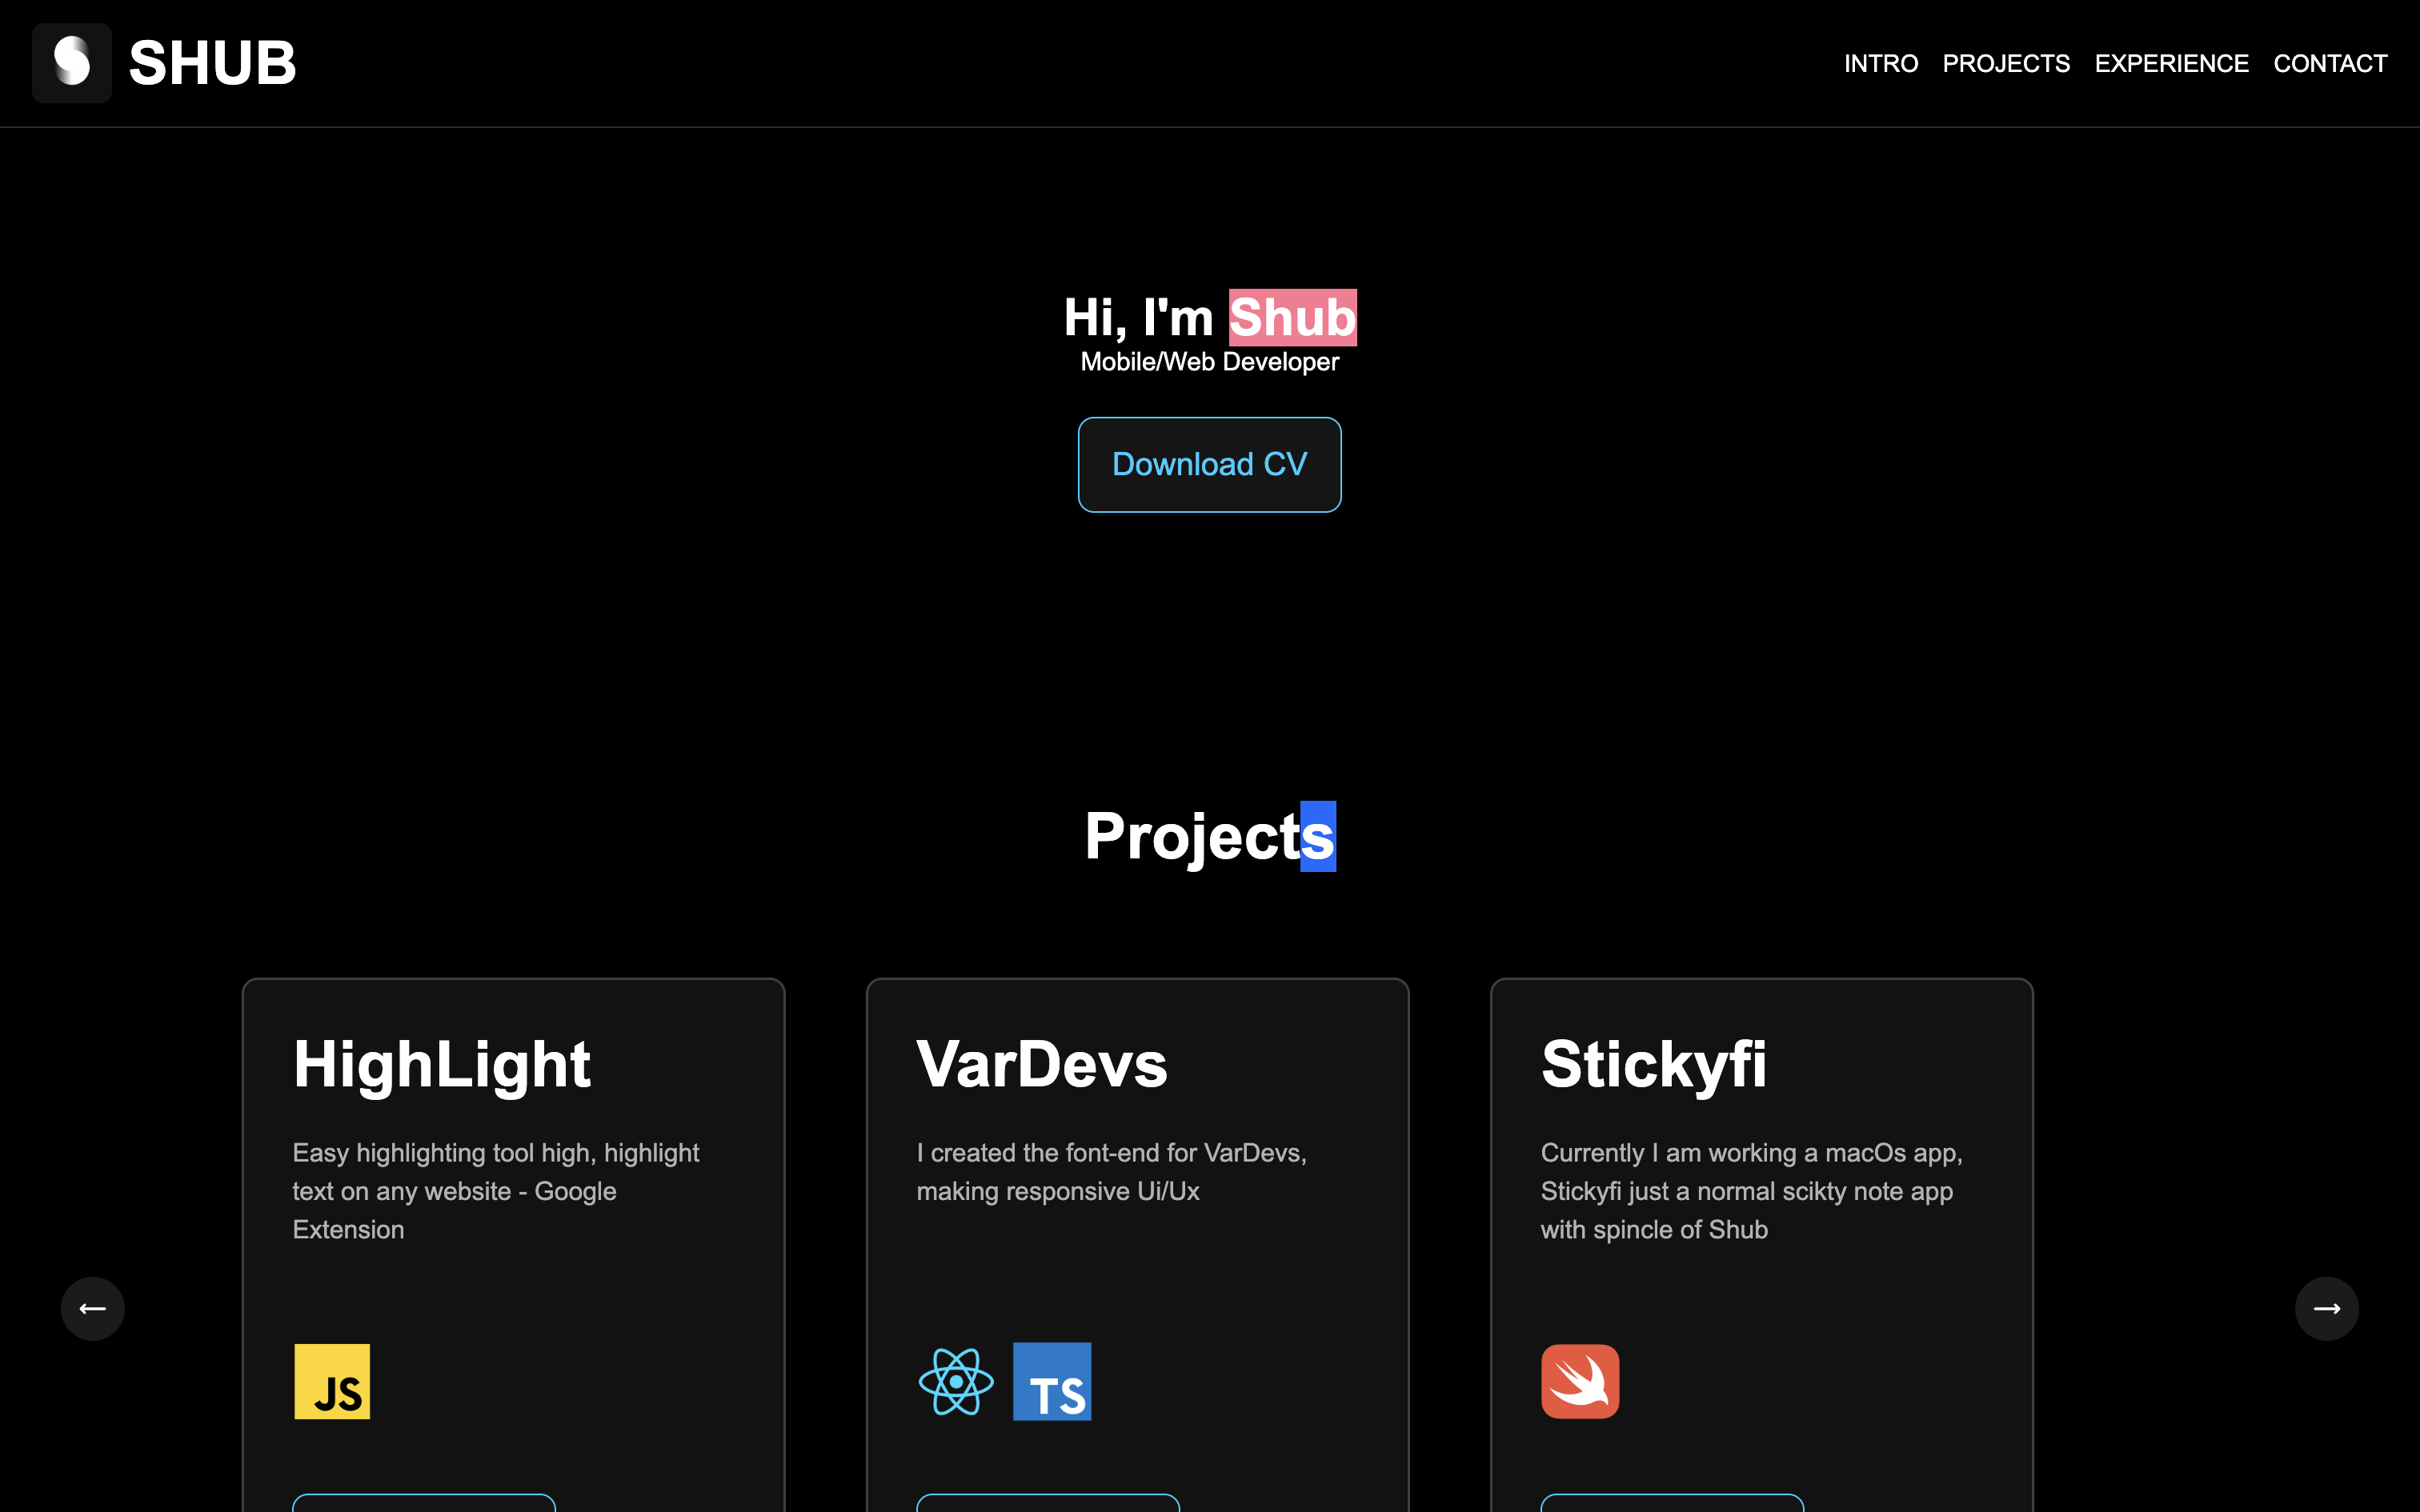 SHUB
INTRO PROJECTS EXPERIENCE CONTACT
Hi, I'm Shub
Mobile/Web Developer
Download CV
Projects
HighLight
Easy highlighting tool high, highlight
text on any website - Google
Extension
JS
VarDevs
I created the font-end for VarDevs,
making responsive Ui/Ux
TS
Stickyfi
Currently I am working a macOs app,
Stickyfi just a normal scikty note app
with spincle of Shub